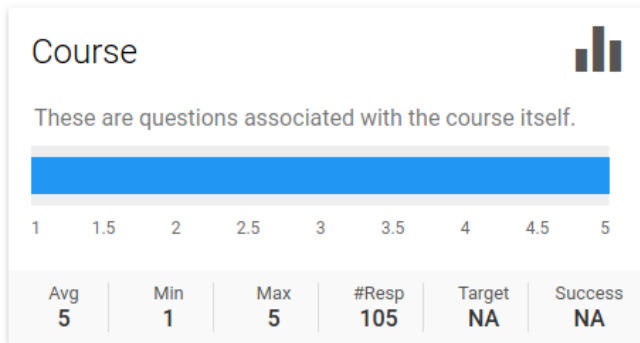 Course
These are questions associated with the course itself.
1 1.5 2 2.5 3 3.5 4 4.5 5
Avg Min Max #Resp Target Success
5 1 5 105 NA NA